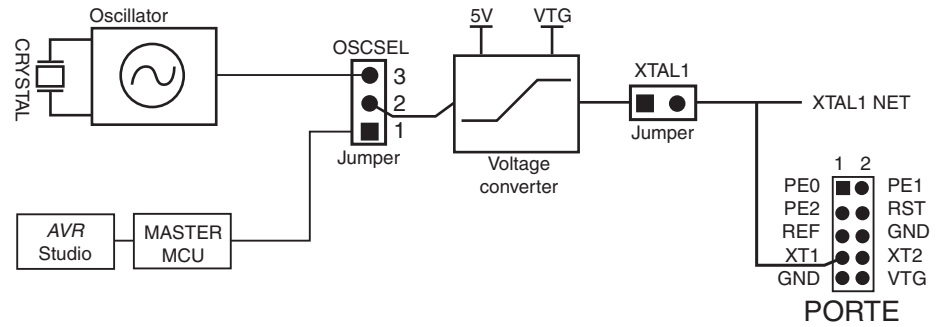 Oscillator
CRYSTAL
OSCSEL
3
2
1
Jumper
5V
VTG
Voltage
converter
XTAL1
Jumper
XTAL1 NET
AVR
Studio
MASTER
MCU
1 2
PE0 PE1
PE2 RST
REF GND
XT1 XT2
GND VTG
PORTE